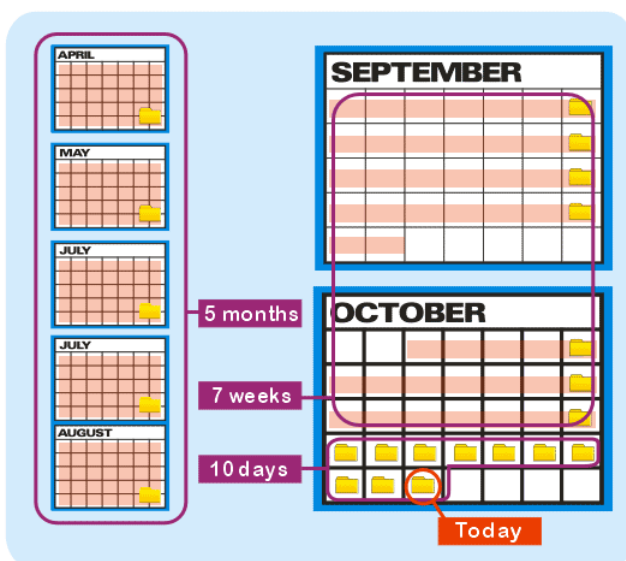 APRIL
MAY
JULY
JULY
AUGUST
5 months
7 weeks
10 days
SEPTEMBER
OCTOBER
Today